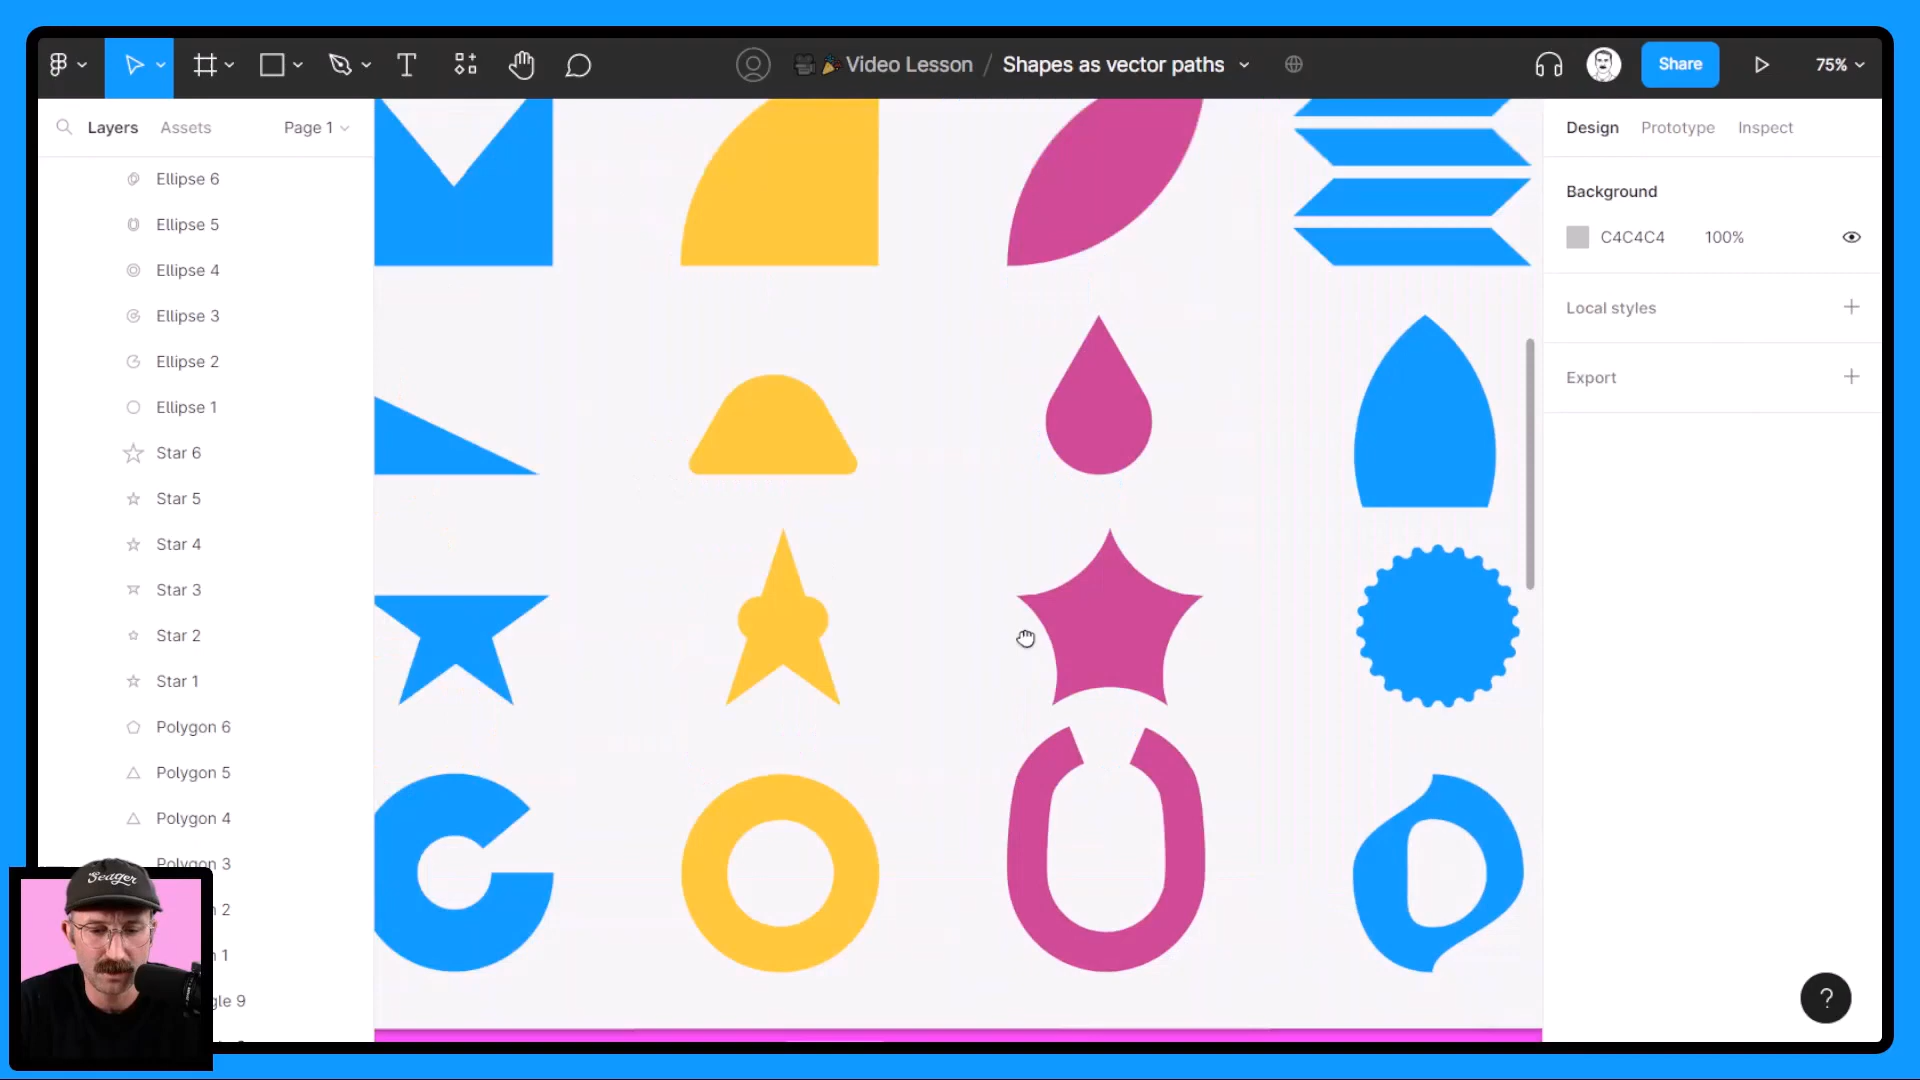 Video Lesson / Shapes as vector paths
Share
75%
Layers
Assets
Page 1
Ellipse 6
Ellipse 5
Ellipse 4
Ellipse 3
Ellipse 2
Ellipse 1
Star 6
Star 5
Star 4
Star 3
Star 2
Star 1
Polygon 6
Polygon 5
Polygon 4
Polygon 3
2
1
gle 9
Seager
Design
Prototype
Inspect
Background
C4C4C4
100%
Local styles
Export
?